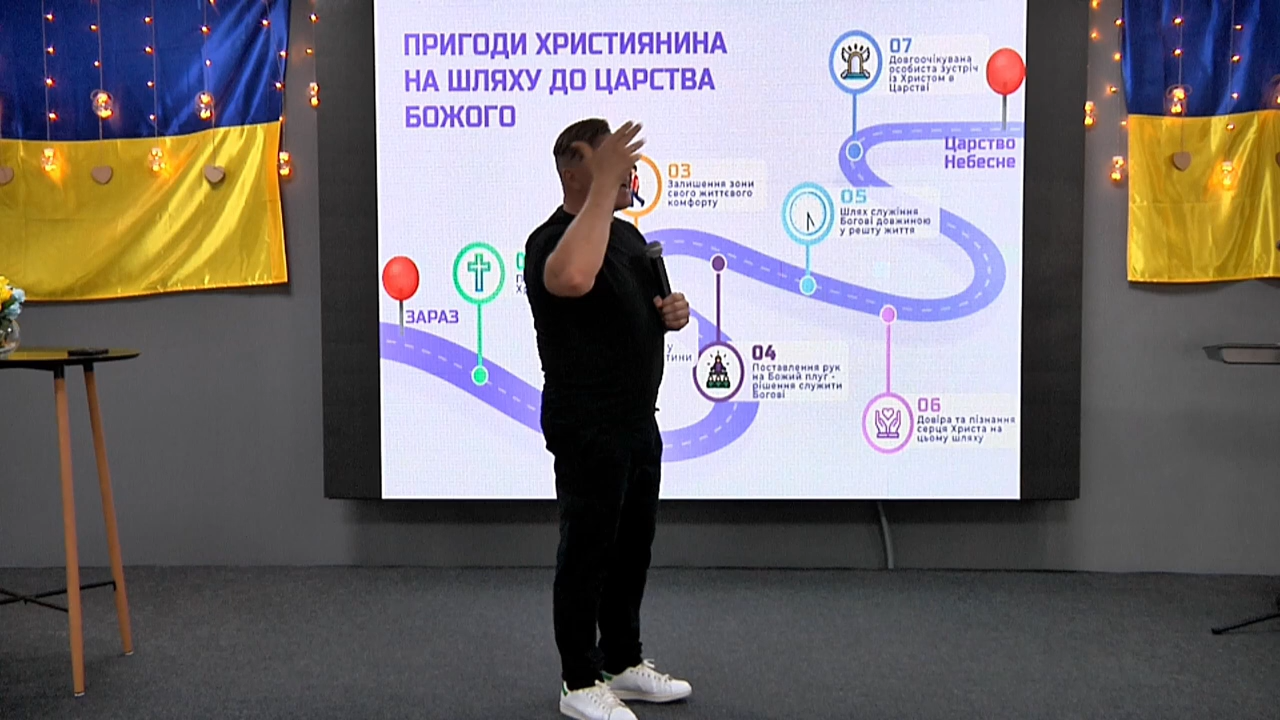 ПРИГОДИ ХРИСТИЯНИНА
НА ШЛЯХУ ДО ЦАРСТВА
БОЖОГО
ЗАРАЗ
03
Залишення зони
свого життєвого
комфорту
04
Поставлення рук
на Божий плуг -
рішення служити
Богові
05
Шлях служіння
Богові довжиною
у решту життя
06
Довіра та пізнання
серця Христа на
цьому шляху
07
Довгоочікувана
особиста зустріч
із Христом в
Царстві
Царство
Небесне